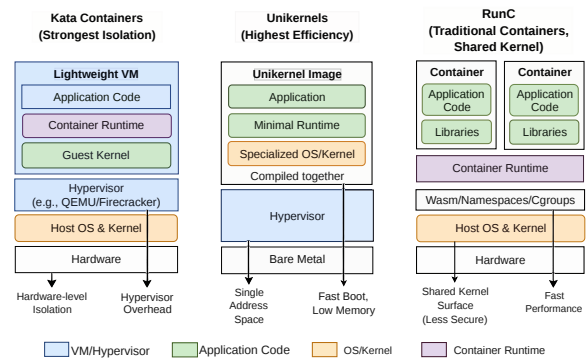 Kata Containers
(Strongest Isolation)
Lightweight VM
Application Code
Container Runtime
Guest Kernel
Hypervisor
(e.g., QEMU/Firecracker)
Host OS & Kernel
Hardware
Hardware-level
Isolation
Hypervisor
Overhead
Unikernels
(Highest Efficiency)
Unikernel Image
Application
Minimal Runtime
Specialized OS/Kernel
Compiled together
Hypervisor
Bare Metal
Single
Address
Space
Fast Boot,
Low Memory
RunC
(Traditional Containers,
Shared Kernel)
Container
Application
Code
Libraries
Container
Application
Code
Libraries
Container Runtime
Wasm/Namespaces/Cgroups
Host OS & Kernel
Hardware
Shared Kernel
Surface
(Less Secure)
Fast
Performance
VM/Hypervisor
Application Code
OS/Kernel
Container Runtime